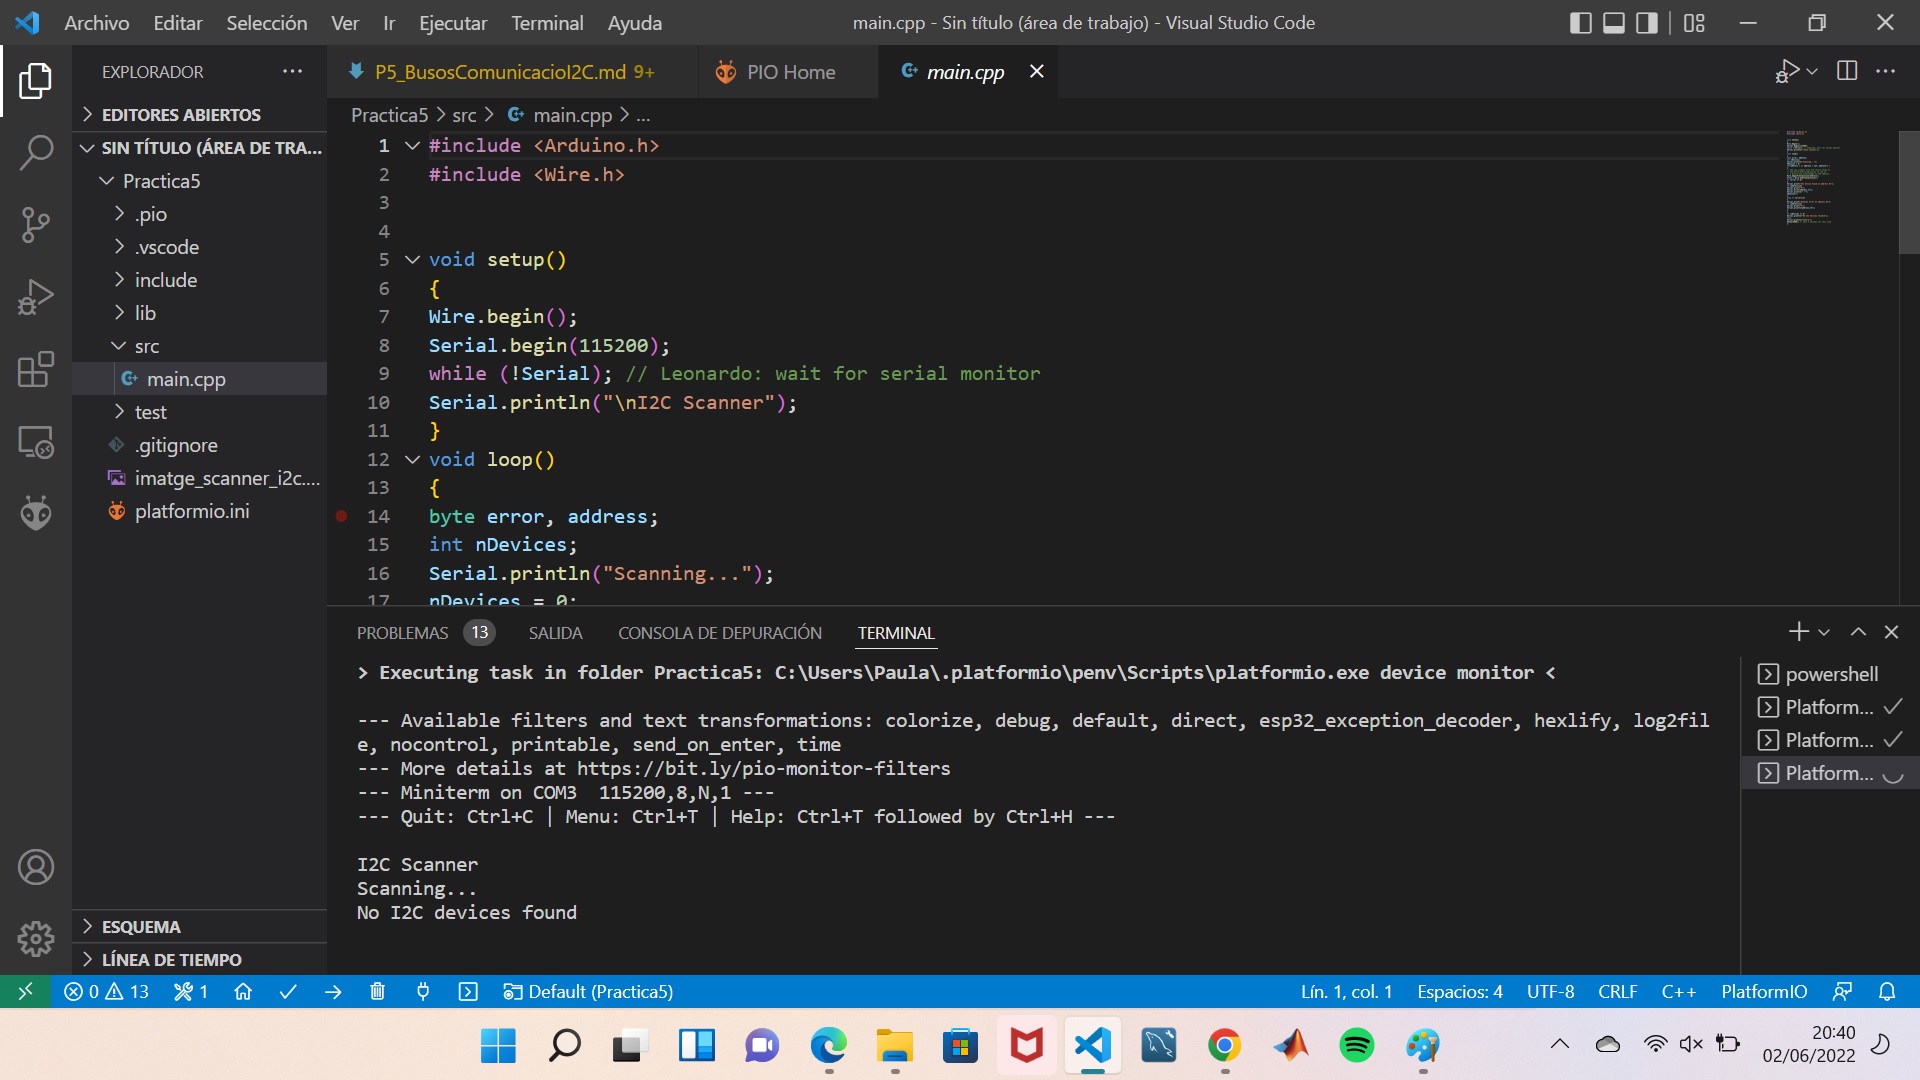 Archivo Editar Selección Ver Ir Ejecutar Terminal Ayuda
main.cpp - Sin título (área de trabajo) - Visual Studio Code
EXPLORADOR
P5_BusosComunicacioI2C.md 9+
PIO Home
main.cpp
EDITORES ABIERTOS
SIN TÍTULO (ÁREA DE TRA...
Practica5
.pio
.vscode
include
lib
src
main.cpp
test
.gitignore
imatge_scanner_i2c....
platformio.ini
ESQUEMA
LÍNEA DE TIEMPO
Practica5 > src > main.cpp > ...
1 #include <Arduino.h>
2 #include <Wire.h>
3
4
5 void setup()
6 {
7 Wire.begin();
8 Serial.begin(115200);
9 while (!Serial); // Leonardo: wait for serial monitor
10 Serial.println("\nI2C Scanner");
11 }
12 void loop()
13 {
14 byte error, address;
15 int nDevices;
16 Serial.println("Scanning...");
17 nDevices = 0;
PROBLEMAS 13 SALIDA CONSOLA DE DEPURACIÓN TERMINAL
> Executing task in folder Practica5: C:\Users\Paula\.platformio\penv\Scripts\platformio.exe device monitor <
--- Available filters and text transformations: colorize, debug, default, direct, esp32_exception_decoder, hexlify, log2fil
e, nocontrol, printable, send_on_enter, time
--- More details at https://bit.ly/pio-monitor-filters
--- Miniterm on COM3  115200,8,N,1 ---
--- Quit: Ctrl+C | Menu: Ctrl+T | Help: Ctrl+T followed by Ctrl+H ---
I2C Scanner
Scanning...
No I2C devices found
powershell
Platform...
Platform...
Platform...
0 13 1 Default (Practica5)
Lín. 1, col. 1 Espacios: 4 UTF-8 CRLF C++ PlatformIO
20:40
02/06/2022